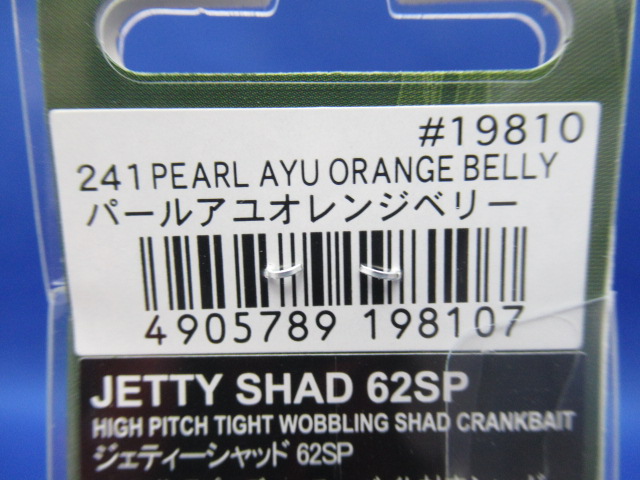 #19810
241 PEARL AYU ORANGE BELLY
パールアユオレンジベリー
4905789 198107
JETTY SHAD 62SP
HIGH PITCH TIGHT WOBBLING SHAD CRANKBAIT
ジェティーシャッド 62SP